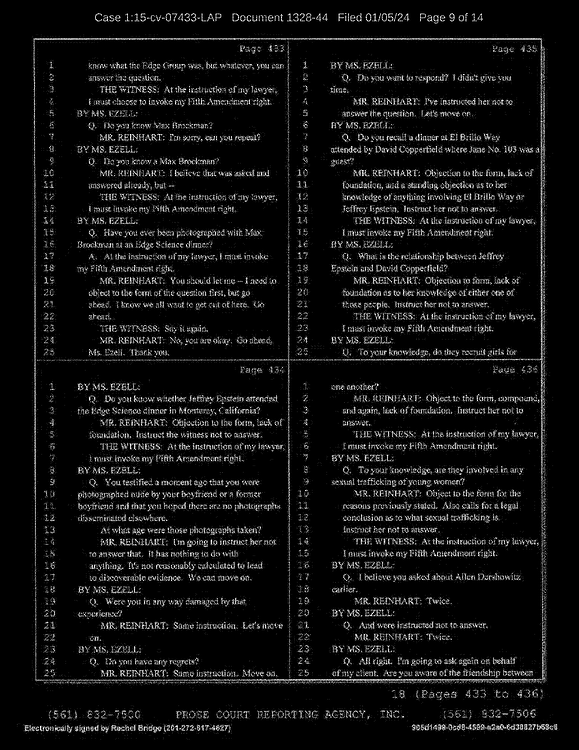 Case 1:15-cv-07433-LAP Document 1328-44 Filed 01/05/24 Page 9 of 14
Page 433
1 know what the Edge Group was, but whatever, you can
2 answer the question.
3 THE WITNESS: At the instruction of my lawyer,
4 I must choose to invoke my Fifth Amendment right.
5 BY MS. EZELL:
6 Q. Do you know Max Brockman?
7 MR. REINHART: I'm sorry, can you repeat?
8 BY MS. EZELL:
9 Q. Do you know a Max Brockman?
10 MR. REINHART: I believe that was asked and
11 answered already, but --
12 THE WITNESS: At the instruction of my lawyer,
13 I must invoke my Fifth Amendment right.
14 BY MS. EZELL:
15 Q. Have you ever been photographed with Max
16 Brockman at an Edge Science dinner?
17 A. At the instruction of my lawyer, I must invoke
18 my Fifth Amendment right.
19 MR. REINHART: You should let me -- I need to
20 object to the form of the question first, but go
21 ahead. I know we all want to get out of here. Go
22 ahead.
23 THE WITNESS: Say it again.
24 MR. REINHART: No, you are okay. Go ahead,
25 Ms. Ezell. Thank you.
Page 434
1 BY MS. EZELL:
2 Q. Do you know whether Jeffrey Epstein attended
3 the Edge Science dinner in Monterey, California?
4 MR. REINHART: Objection to the form, lack of
5 foundation. Instruct the witness not to answer.
6 THE WITNESS: At the instruction of my lawyer,
7 I must invoke my Fifth Amendment right.
8 BY MS. EZELL:
9 Q. You testified a moment ago that you were
10 photographed nude by your boyfriend or a former
11 boyfriend and that you hoped there are no photographs
12 disseminated elsewhere.
13 At what age were those photographs taken?
14 MR. REINHART: I'm going to instruct her not
15 to answer that. It has nothing to do with
16 anything. It's not reasonably calculated to lead
17 to discoverable evidence. We can move on.
18 BY MS. EZELL:
19 Q. Were you in any way damaged by that
20 experience?
21 MR. REINHART: Same instruction. Let's move
22 on.
23 BY MS. EZELL:
24 Q. Do you have any regrets?
25 MR. REINHART: Same instruction. Move on.
Page 435
1 BY MS. EZELL:
2 Q. Do you want to respond? I didn't give you
3 time.
4 MR. REINHART: I've instructed her not to
5 answer the question. Let's move on.
6 BY MS. EZELL:
7 Q. Do you recall a dinner at El Brillo Way
8 attended by David Copperfield where Jane No. 103 was a
9 guest?
10 MR. REINHART: Objection to form, lack of
11 foundation, and a standing objection as to her
12 knowledge of anything involving El Brillo Way or
13 Jeffrey Epstein. Instruct her not to answer.
14 THE WITNESS: At the instruction of my lawyer,
15 I must invoke my Fifth Amendment right.
16 BY MS. EZELL:
17 Q. What is the relationship between Jeffrey
18 Epstein and David Copperfield?
19 MR. REINHART: Objection to form, lack of
20 foundation as to her knowledge of either one of
21 those people. Instruct her not to answer.
22 THE WITNESS: At the instruction of my lawyer,
23 I must invoke my Fifth Amendment right.
24 BY MS. EZELL:
25 Q. To your knowledge, do they recruit girls for
Page 436
1 one another?
2 MR. REINHART: Object to the form, compound,
3 and again, lack of foundation. Instruct her not to
4 answer.
5 THE WITNESS: At the instruction of my lawyer,
6 I must invoke my Fifth Amendment right.
7 BY MS. EZELL:
8 Q. To your knowledge, are they involved in any
9 sexual trafficking of young women?
10 MR. REINHART: Object to the form for the
11 reasons previously stated. Also calls for a legal
12 conclusion as to what sexual trafficking is.
13 Instruct her not to answer.
14 THE WITNESS: At the instruction of my lawyer,
15 I must invoke my Fifth Amendment right.
16 BY MS. EZELL:
17 Q. I believe you asked about Allen Dershowitz
18 earlier.
19 MR. REINHART: Twice.
20 BY MS. EZELL:
21 Q. And were instructed not to answer.
22 MR. REINHART: Twice.
23 BY MS. EZELL:
24 Q. All right. I'm going to ask again on behalf
25 of my client. Are you aware of the friendship between
18 (Pages 433 to 436)
(561) 832-7500 PROSE COURT REPORTING AGENCY, INC. (561) 832-7506
Electronically signed by Rachel Bridge (201-272-817-4627)